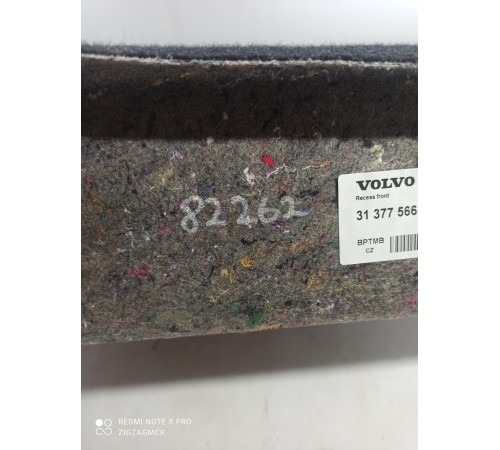 82262
VOLVO
Recess front
31 377 566
BPTMB
CZ
REDMI NOTE 8 PRO
ZIGZAGMCK